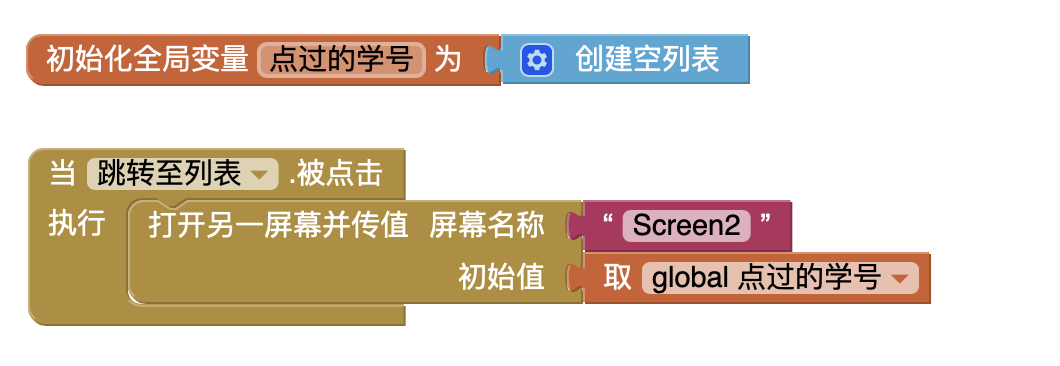 初始化全局变量 点过的学号 为 创建空列表
当 跳转至列表 .被点击
执行 打开另一屏幕并传值 屏幕名称 “ Screen2 ”
初始值 取 global 点过的学号